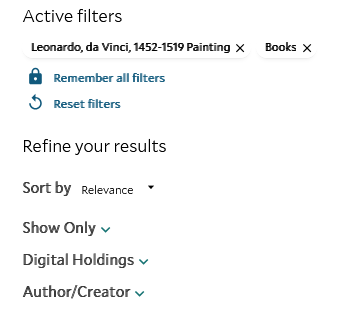 Active filters
Leonardo, da Vinci, 1452-1519 Painting × Books ×
Remember all filters
Reset filters
Refine your results
Sort by Relevance
Show Only
Digital Holdings
Author/Creator